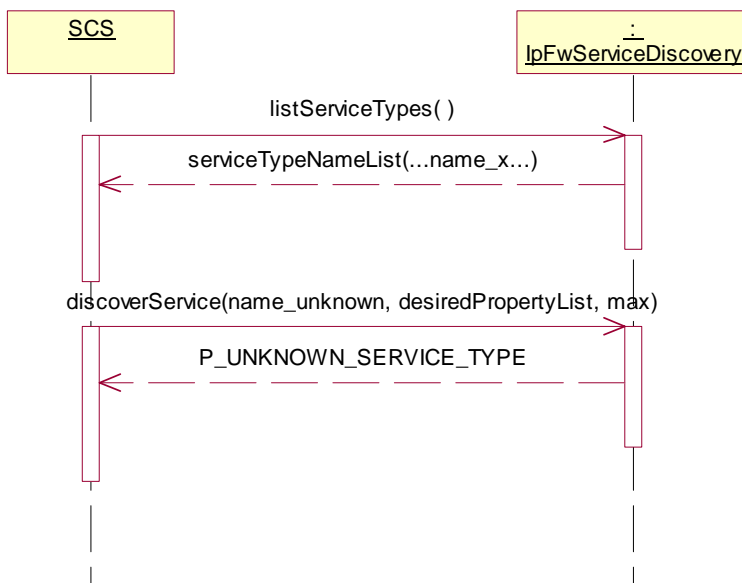 SCS
:
IpFwServiceDiscovery
listServiceTypes( )
serviceTypeNameList(...name_x...)
discoverService(name_unknown, desiredPropertyList, max)
P_UNKNOWN_SERVICE_TYPE